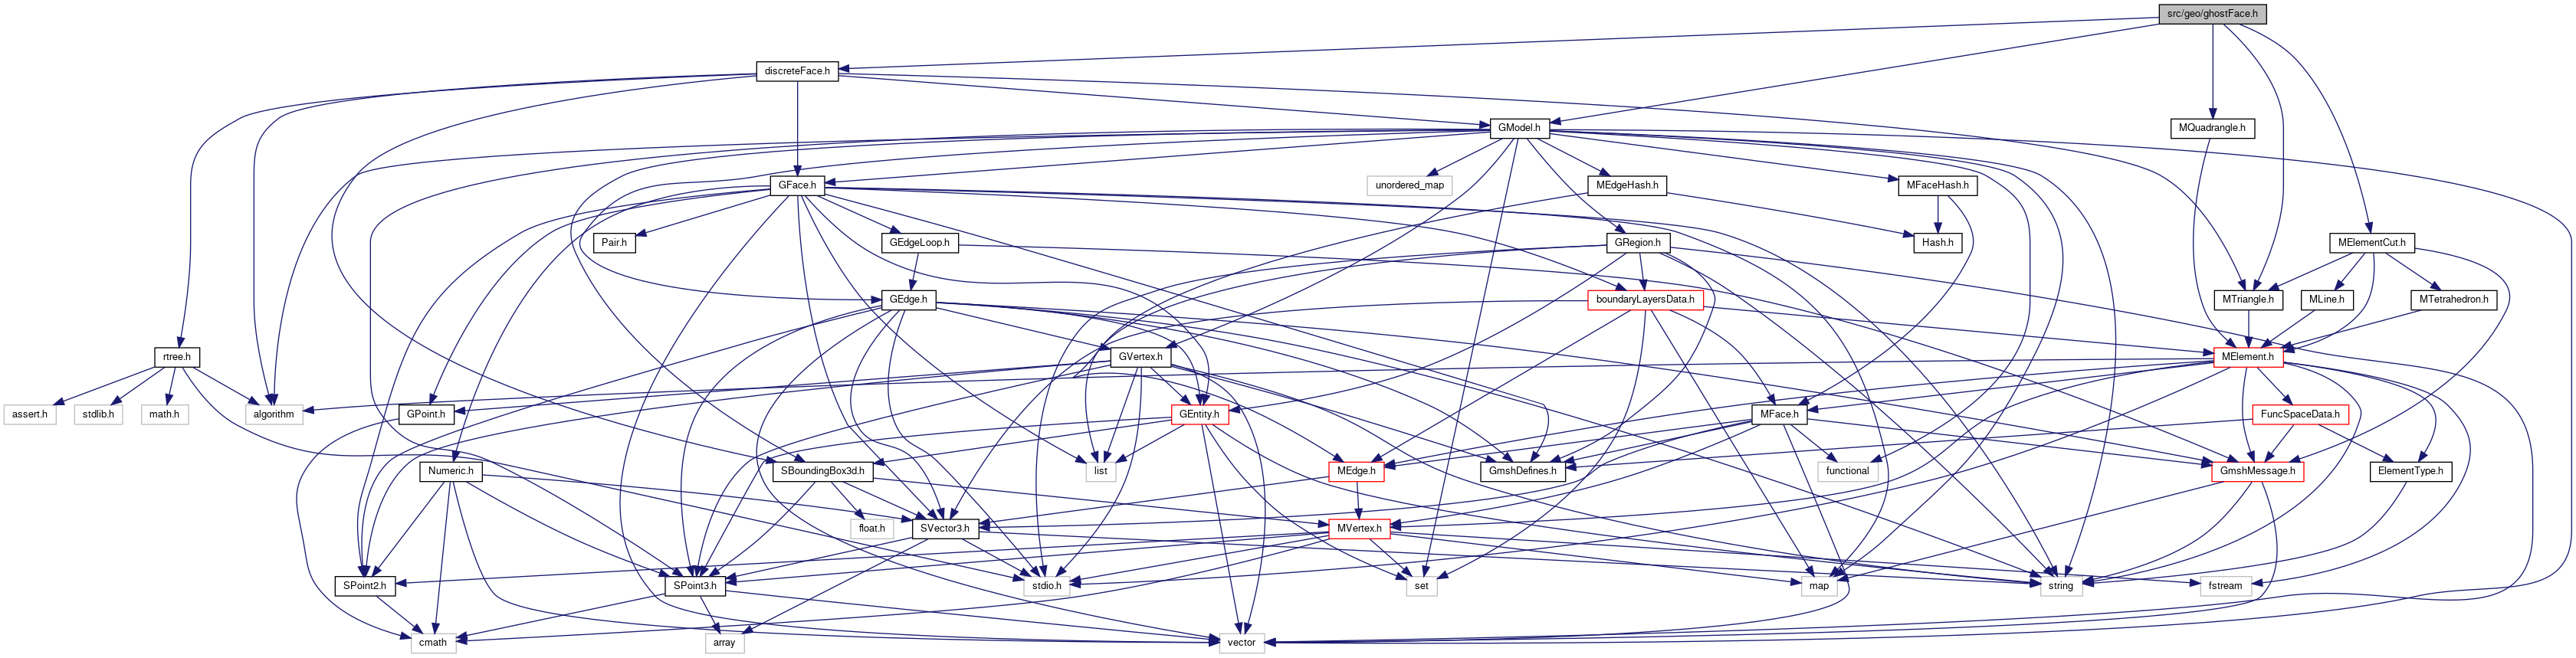 src/geo/ghostFace.h
discreteFace.h
GModel.h
MQuadrangle.h
GFace.h
unordered_map
MEdgeHash.h
MFaceHash.h
Pair.h
GEdgeLoop.h
GRegion.h
Hash.h
MElementCut.h
GEdge.h
boundaryLayersData.h
MTriangle.h
MLine.h
MTetrahedron.h
rtree.h
GVertex.h
MElement.h
assert.h
stdlib.h
math.h
algorithm
GPoint.h
GEntity.h
MFace.h
FuncSpaceData.h
Numeric.h
SBoundingBox3d.h
list
MEdge.h
GmshDefines.h
functional
GmshMessage.h
ElementType.h
float.h
SVector3.h
MVertex.h
SPoint2.h
SPoint3.h
stdio.h
set
map
string
fstream
cmath
array
vector